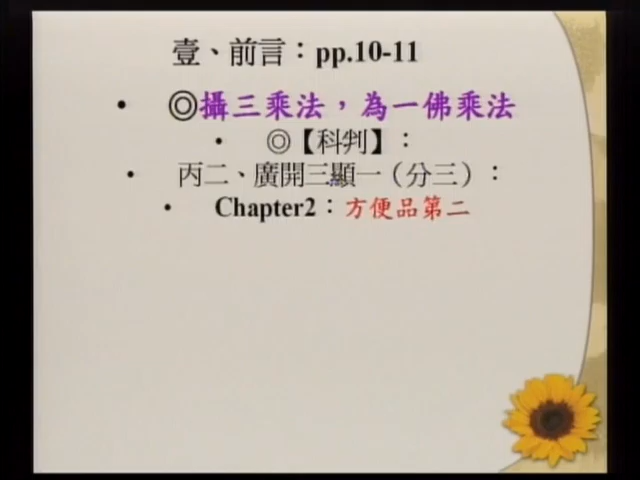 壹、前言：pp.10-11
• ◎攝三乘法，為一佛乘法
• ◎【科判】：
• 丙二、廣開三顯一（分三）：
• Chapter2：方便品第二